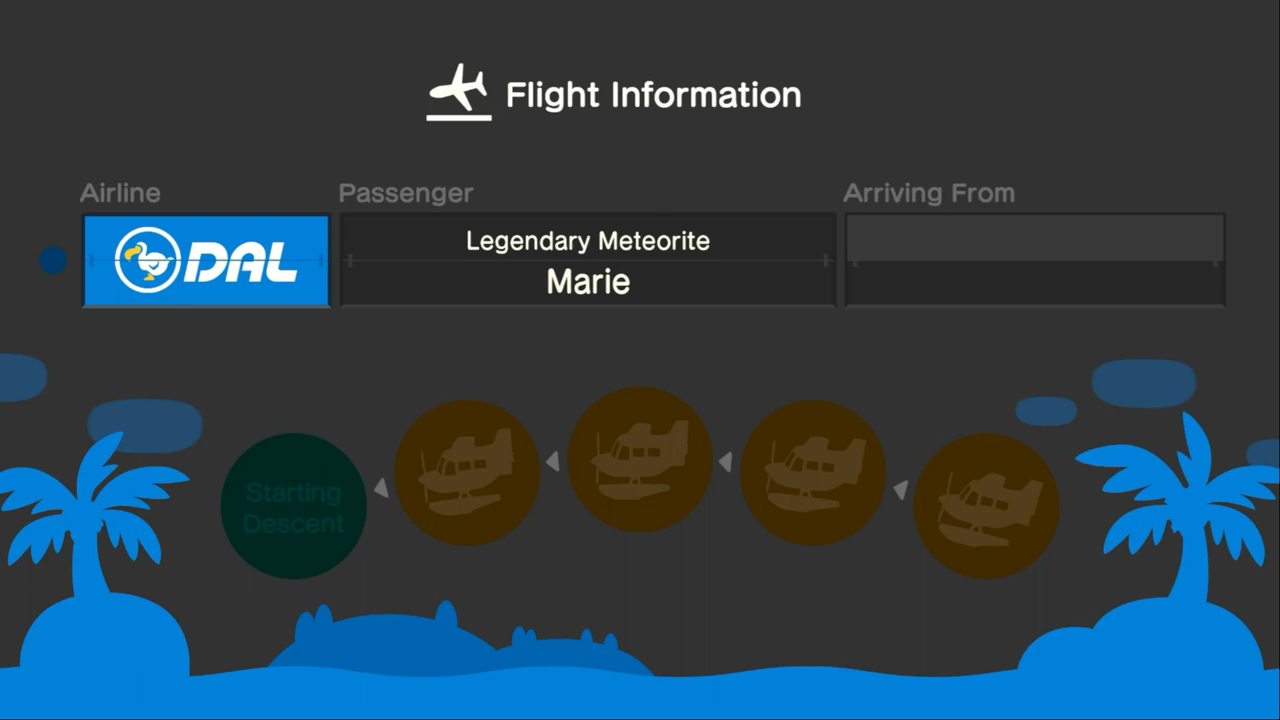 Flight Information
Airline
Passenger
Arriving From
DAL
Legendary Meteorite
Marie
Starting
Descent